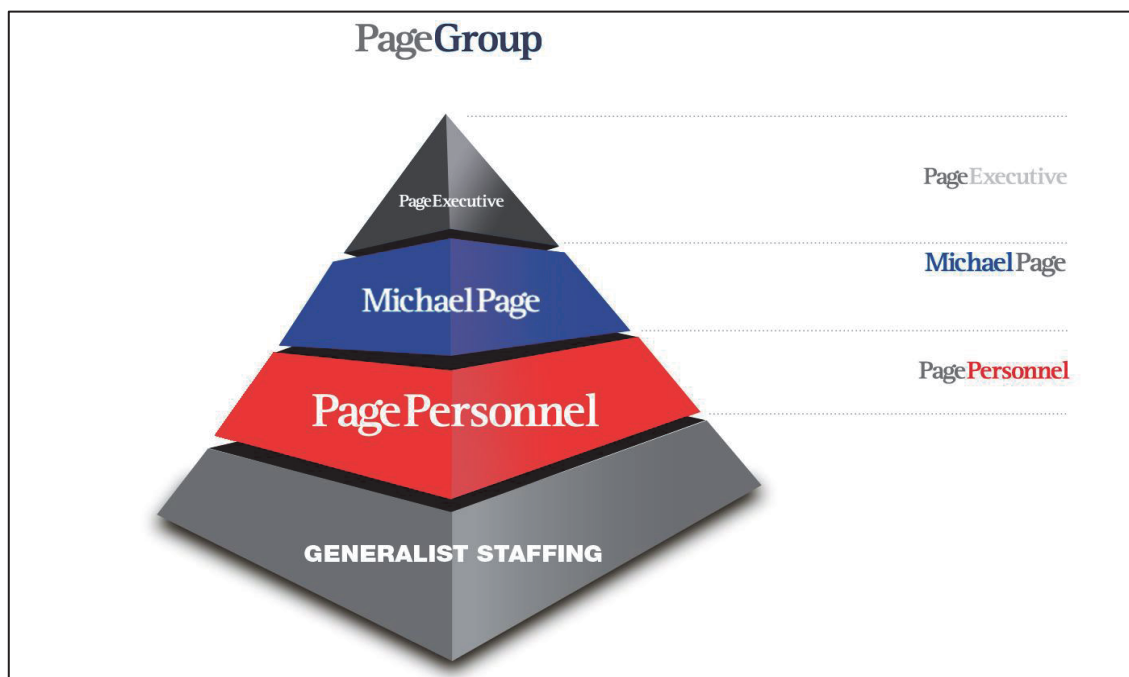 PageGroup
PageExecutive
PageExecutive
MichaelPage
MichaelPage
PagePersonnel
PagePersonnel
GENERALIST STAFFING